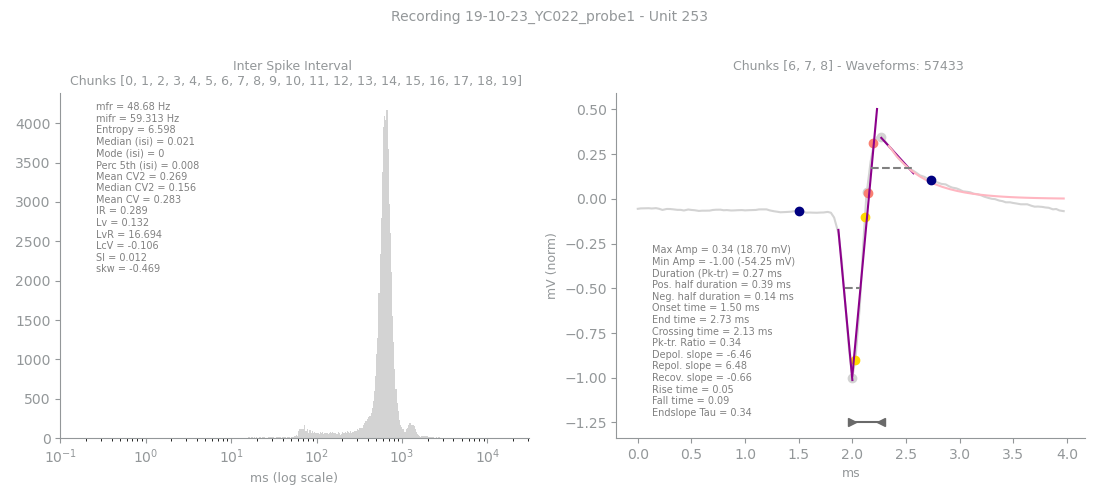 Recording 19-10-23_YC022_probe1 - Unit 253
Inter Spike Interval
Chunks [0, 1, 2, 3, 4, 5, 6, 7, 8, 9, 10, 11, 12, 13, 14, 15, 16, 17, 18, 19]
mfr = 48.68 Hz
mifr = 59.313 Hz
Entropy = 6.598
Median (isi) = 0.021
Mode (isi) = 0
Perc 5th (isi) = 0.008
Mean CV2 = 0.269
Median CV2 = 0.156
Mean CV = 0.283
IR = 0.289
Lv = 0.132
LvR = 16.694
LcV = -0.106
SI = 0.012
skw = -0.469
4000
3500
3000
2500
2000
1500
1000
500
0
10⁻¹ 10⁰ 10¹ 10² 10³ 10⁴
ms (log scale)
Chunks [6, 7, 8] - Waveforms: 57433
mV (norm)
0.50
0.25
0.00
−0.25
−0.50
−0.75
−1.00
−1.25
Max Amp = 0.34 (18.70 mV)
Min Amp = -1.00 (-54.25 mV)
Duration (Pk-tr) = 0.27 ms
Pos. half duration = 0.39 ms
Neg. half duration = 0.14 ms
Onset time = 1.50 ms
End time = 2.73 ms
Crossing time = 2.13 ms
Pk-tr. Ratio = 0.34
Depol. slope = -6.46
Repol. slope = 6.48
Recov. slope = -0.66
Rise time = 0.05
Fall time = 0.09
Endslope Tau = 0.34
0.0 0.5 1.0 1.5 2.0 2.5 3.0 3.5 4.0
ms